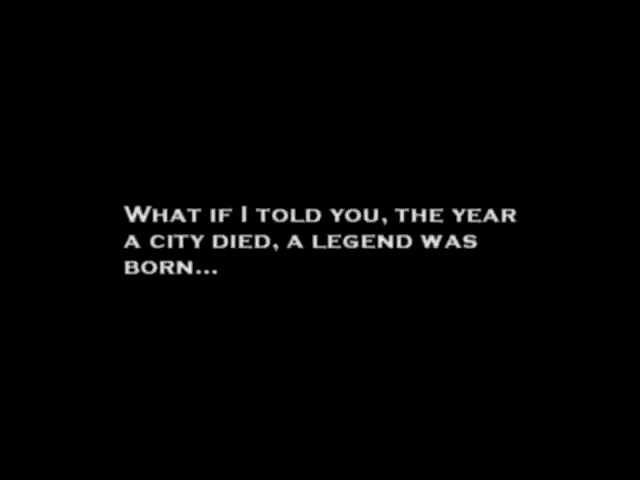 What if I told you, the year
a city died, a legend was
born...